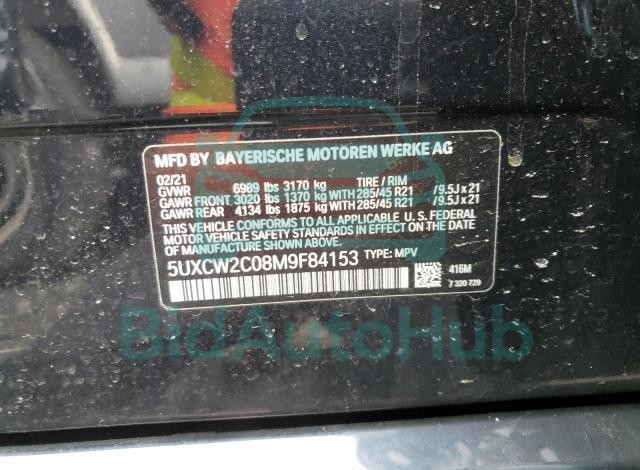 MFD BY BAYERISCHE MOTOREN WERKE AG
02/21 TIRE / RIM
GVWR 6989 lbs 3170 kg
GAWR FRONT 3020 lbs 1370 kg WITH 285/45 R21 /9.5J x 21
GAWR REAR 4134 lbs 1875 kg WITH 285/45 R21 /9.5J x 21
THIS VEHICLE CONFORMS TO ALL APPLICABLE U.S. FEDERAL
MOTOR VEHICLE SAFETY STANDARDS IN EFFECT ON THE DATE
OF MANUFACTURE SHOWN ABOVE.
5UXCW2C08M9F84153 TYPE: MPV
416M
7 320 729
BidAutoHub